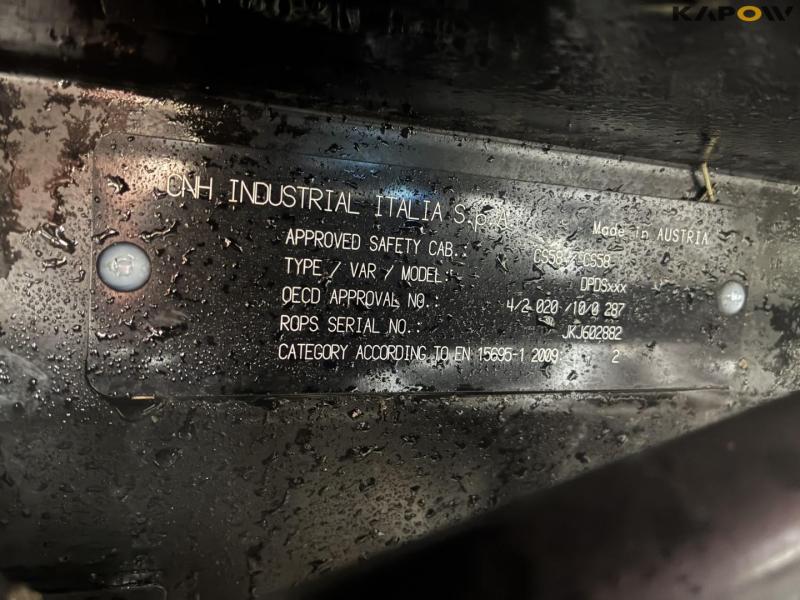 KAPOW
CNH INDUSTRIAL ITALIA S.p.A.
Made in AUSTRIA
APPROVED SAFETY CAB.: CS58 / CS59
TYPE / VAR / MODEL: DPDSxxx
OECD APPROVAL NO.: 4/2 020 /10/0 287
ROPS SERIAL NO.: JKJ602882
CATEGORY ACCORDING TO EN 15695-1 2009: 2